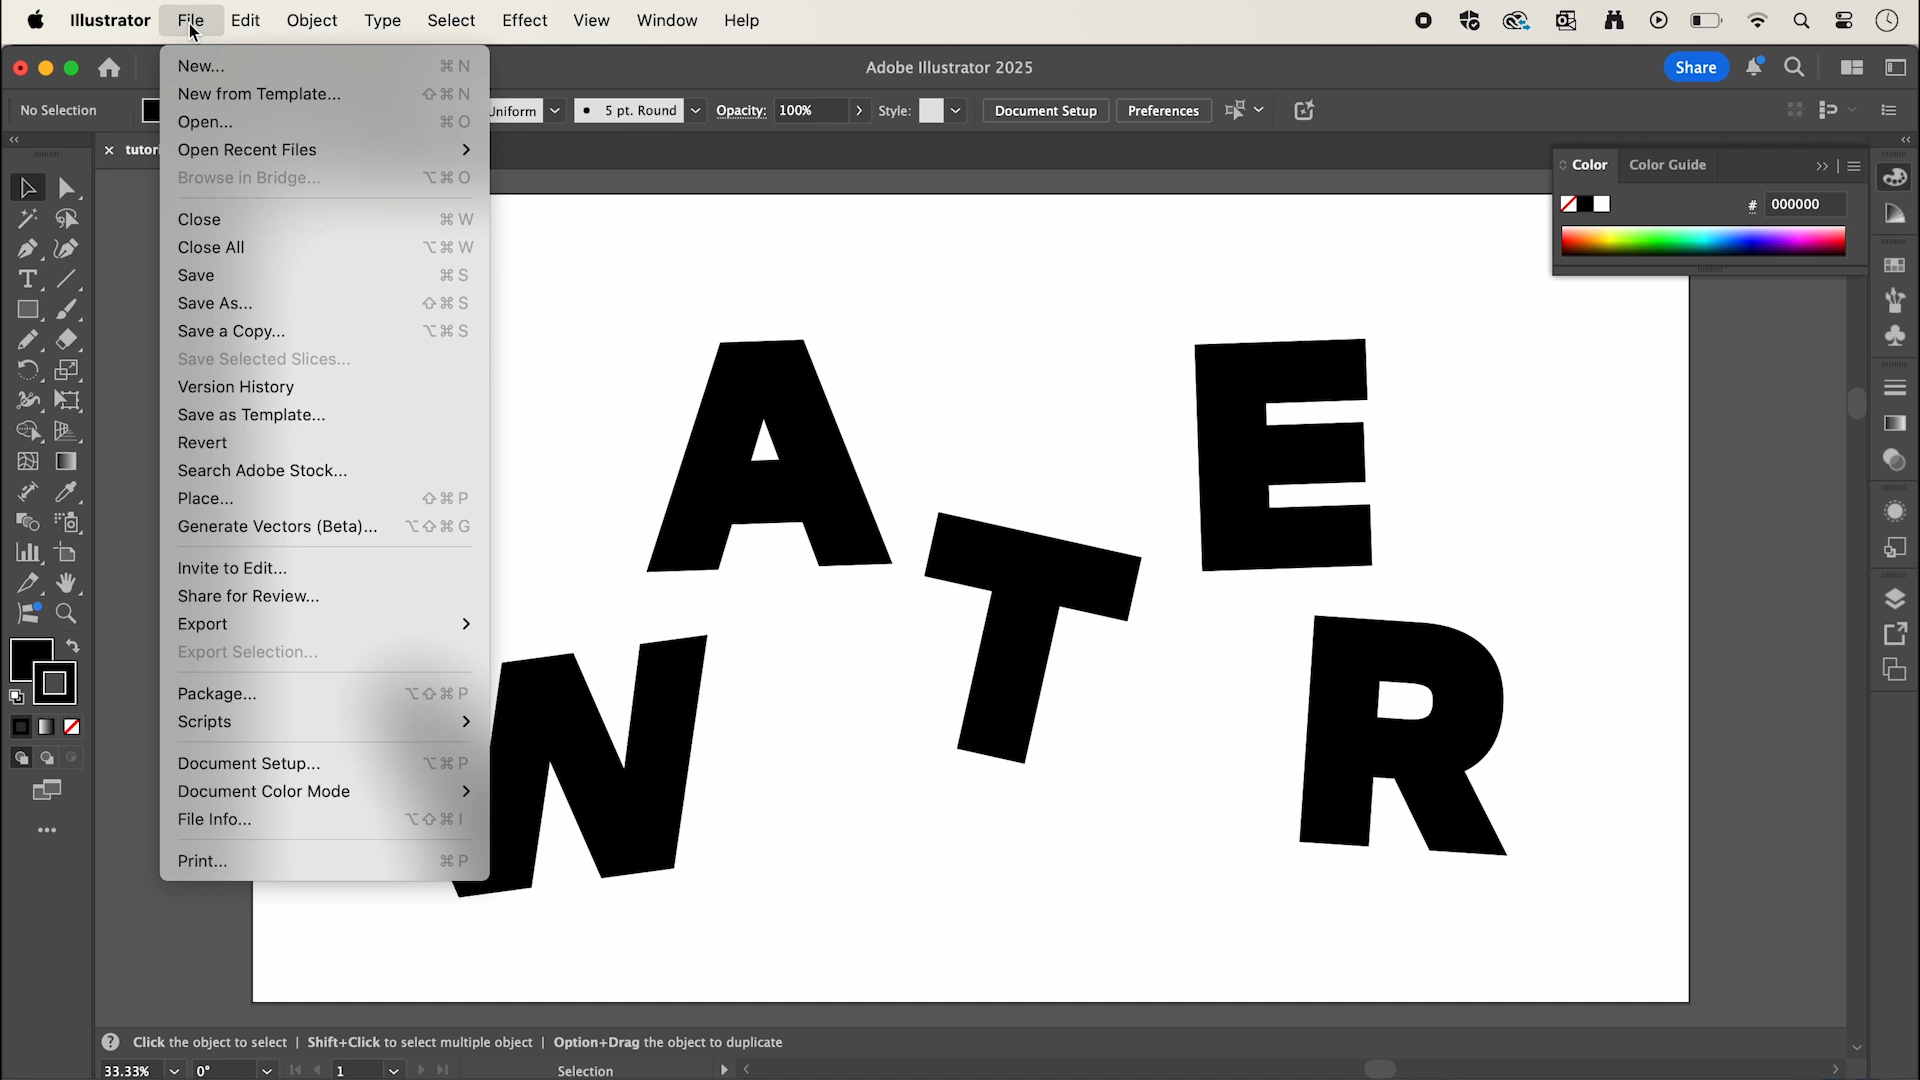 Illustrator File Edit Object Type Select Effect View Window Help
Adobe Illustrator 2025
Share
No Selection
Uniform
5 pt. Round
Opacity: 100%
Style:
Document Setup
Preferences
New... ⌘ N
New from Template... ⇧ ⌘ N
Open... ⌘ O
Open Recent Files
Browse in Bridge... ⌥ ⌘ O
Close ⌘ W
Close All ⌥ ⌘ W
Save ⌘ S
Save As... ⇧ ⌘ S
Save a Copy... ⌥ ⌘ S
Save Selected Slices...
Version History
Save as Template...
Revert
Search Adobe Stock...
Place... ⇧ ⌘ P
Generate Vectors (Beta)... ⌥ ⇧ ⌘ G
Invite to Edit...
Share for Review...
Export
Export Selection...
Package... ⌥ ⇧ ⌘ P
Scripts
Document Setup... ⌥ ⌘ P
Document Color Mode
File Info... ⌥ ⇧ ⌘ I
Print... ⌘ P
Color Color Guide
# 000000
W A T E R
Click the object to select | Shift+Click to select multiple object | Option+Drag the object to duplicate
33.33% 0° 1 Selection